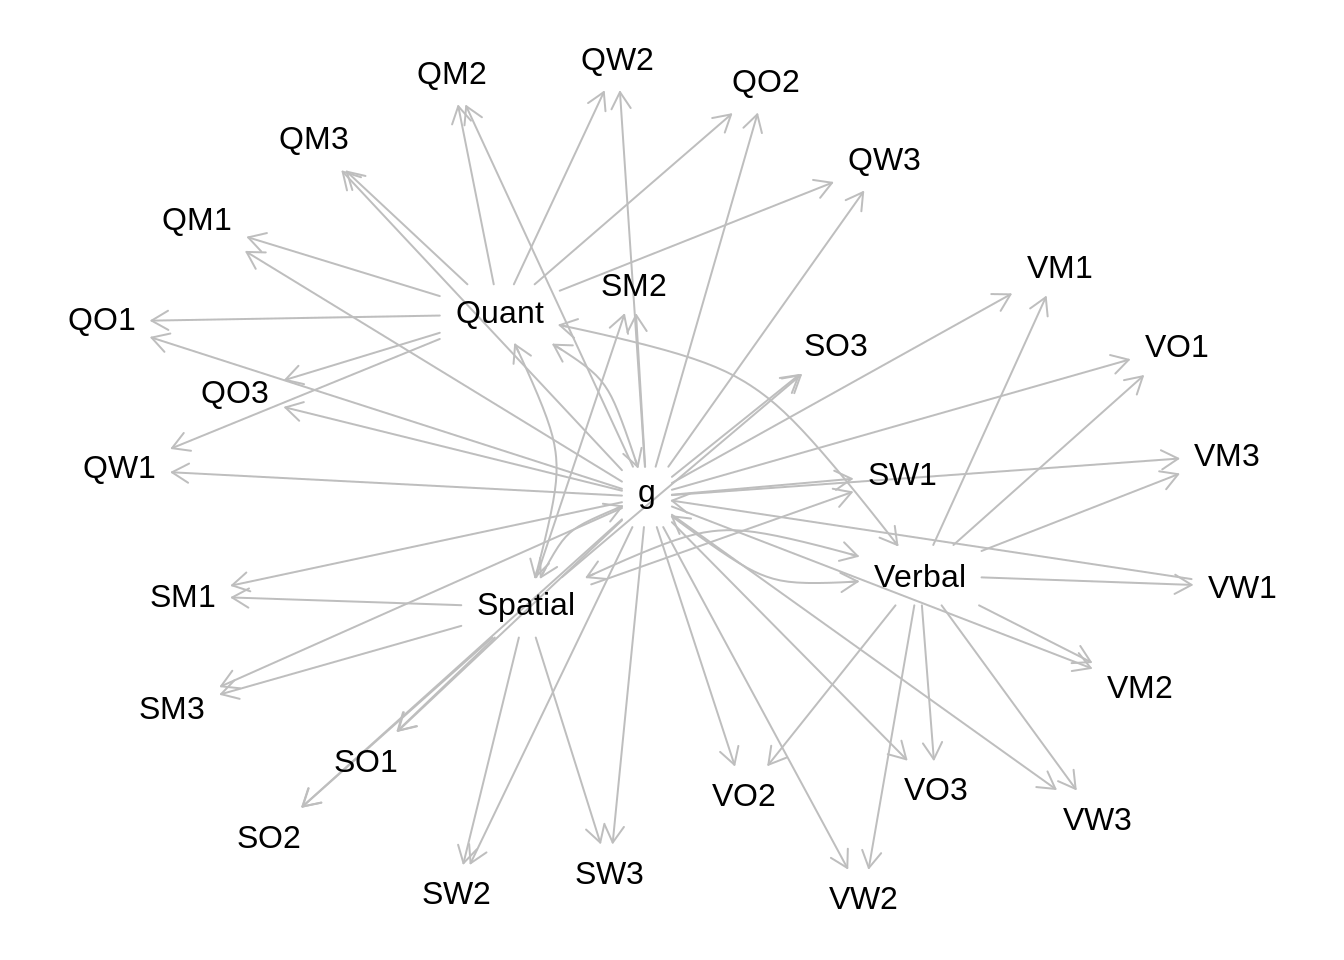 QW2
QM2
QO2
QM3
QW3
QM1
VM1
SM2
Quant
QO1
SO3
VO1
QO3
VM3
QW1
SW1
g
Verbal
VW1
SM1
Spatial
VM2
SM3
SO1
VO3
VO2
VW3
SO2
SW3
SW2
VW2